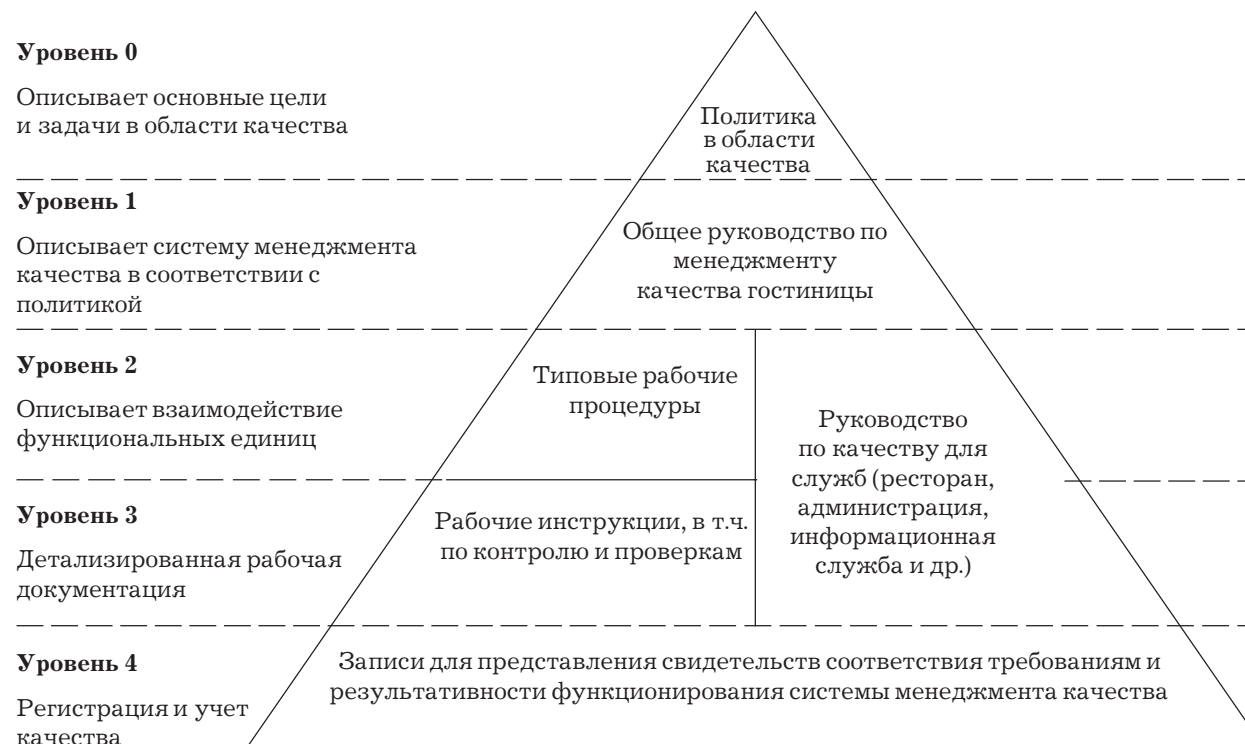 Уровень 0
Описывает основные цели
и задачи в области качества
Политика
в области
качества
Уровень 1
Описывает систему менеджмента
качества в соответствии с
политикой
Общее руководство по
менеджменту
качества гостиницы
Уровень 2
Описывает взаимодействие
функциональных единиц
Типовые рабочие
процедуры
Руководство
по качеству для
служб (ресторан,
администрация,
информационная
служба и др.)
Уровень 3
Детализированная рабочая
документация
Рабочие инструкции, в т.ч.
по контролю и проверкам
Уровень 4
Регистрация и учет
качества
Записи для представления свидетельств соответствия требованиям и
результативности функционирования системы менеджмента качества